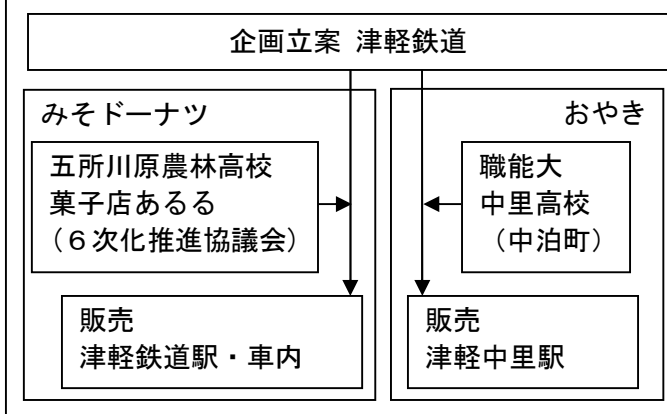 企画立案 津軽鉄道
みそドーナツ
五所川原農林高校
菓子店あるる
（６次化推進協議会）
販売
津軽鉄道駅・車内
おやき
職能大
中里高校
（中泊町）
販売
津軽中里駅